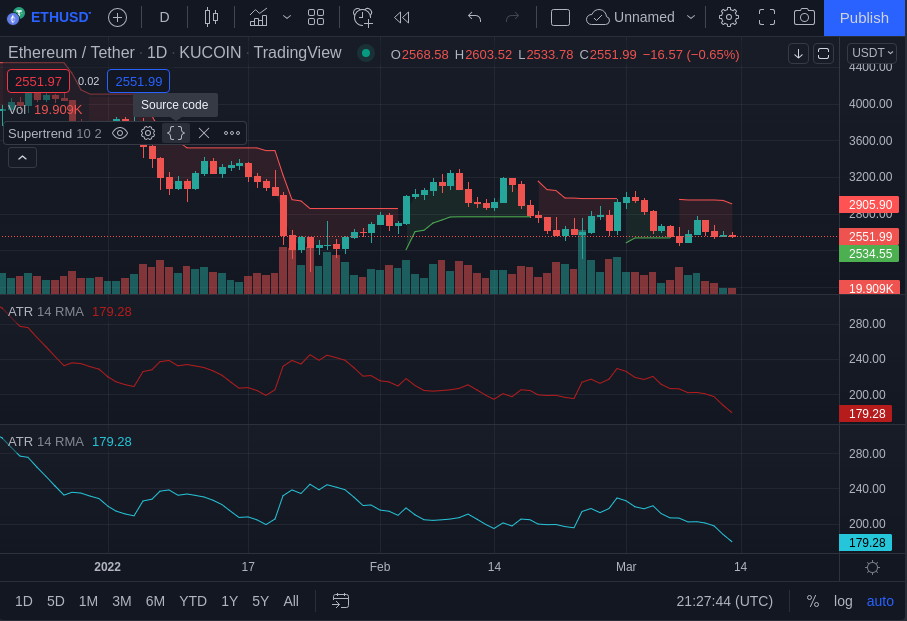 ETHUSDT
D
Unnamed
Publish
Ethereum / Tether · 1D · KUCOIN · TradingView
O2568.58 H2603.52 L2533.78 C2551.99 −16.57 (−0.65%)
USDT
2551.97
0.02
2551.99
Source code
Vol 19.909K
Supertrend 10 2
4400.00
4000.00
3600.00
3200.00
2905.90
2800.00
2551.99
2534.55
19.909K
ATR 14 RMA 179.28
280.00
240.00
200.00
179.28
ATR 14 RMA 179.28
280.00
240.00
200.00
179.28
2022
17
Feb
14
Mar
14
1D 5D 1M 3M 6M YTD 1Y 5Y All
21:27:44 (UTC)
% log auto